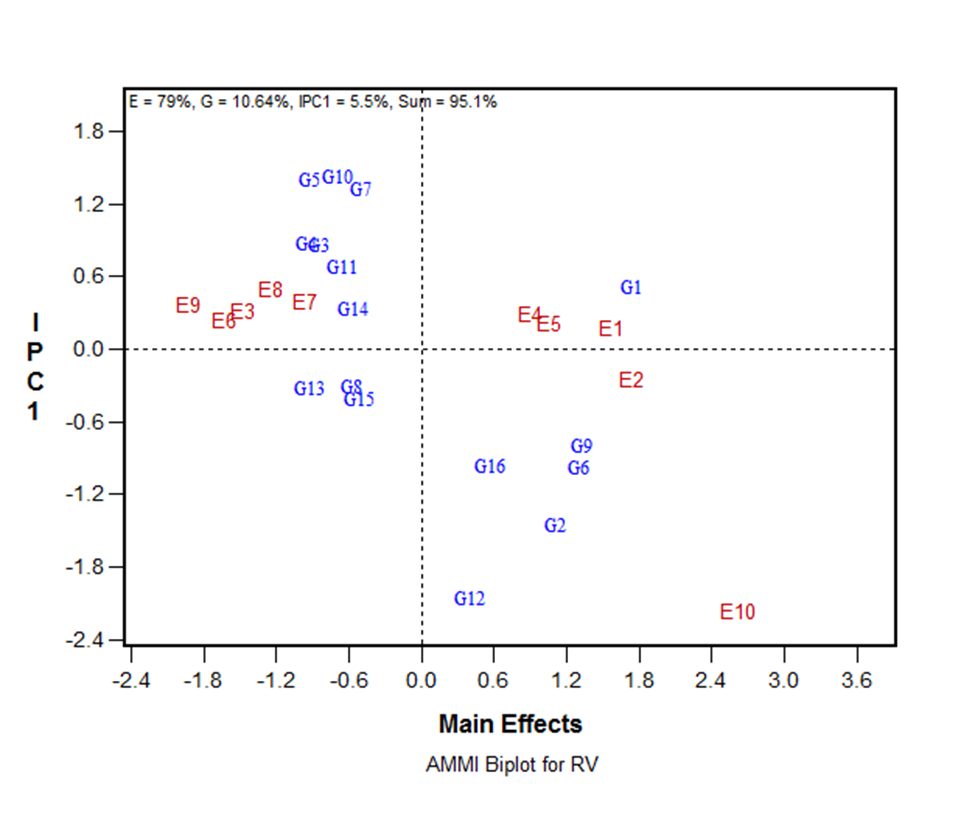 E = 79%, G = 10.64%, IPC1 = 5.5%, Sum = 95.1%
1.8
G5 G10
G7
1.2
G4 G3
G11
0.6
G1
E8
E9 E7
G14
E3
E4
E6
E5
E1
IPC1
0.0
E2
G13 G8
G15
-0.6
G9
G16 G6
-1.2
G2
-1.8
G12
E10
-2.4
-2.4 -1.8 -1.2 -0.6 0.0 0.6 1.2 1.8 2.4 3.0 3.6
Main Effects
AMMI Biplot for RV